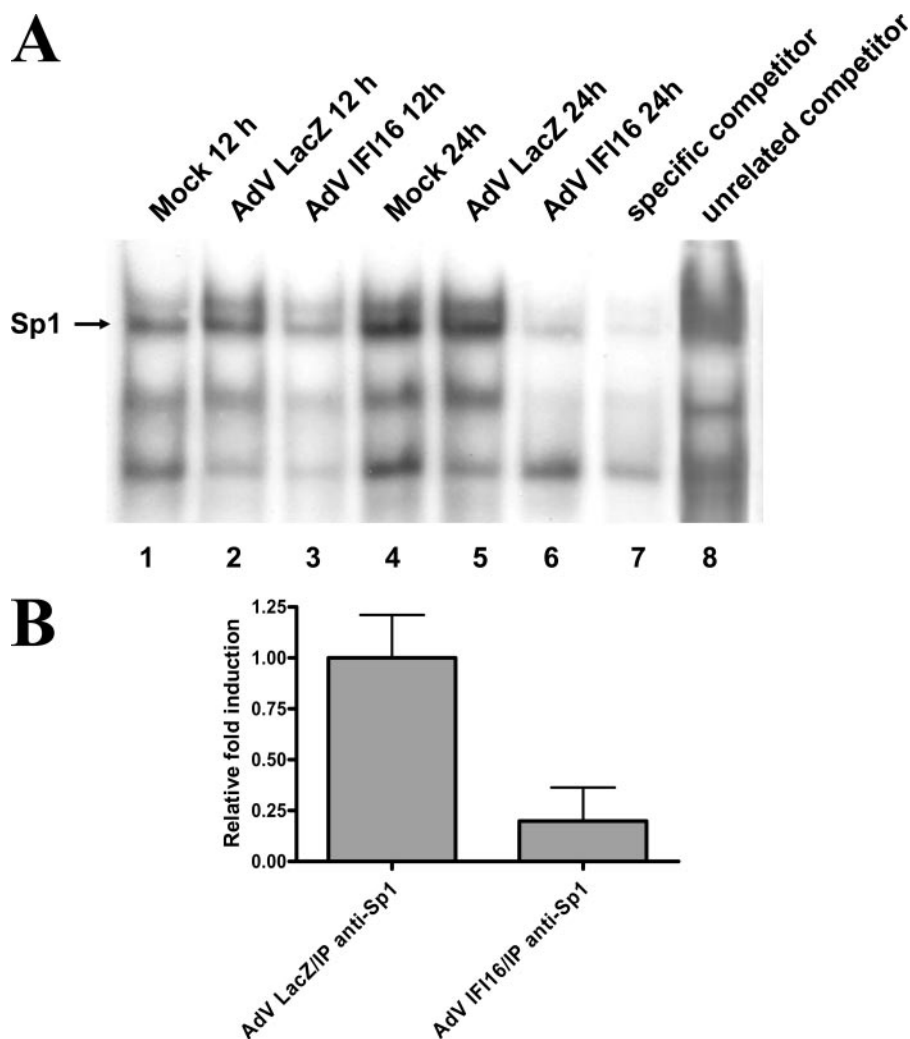 A
Mock 12 h
AdV LacZ 12 h
AdV IFI16 12h
Mock 24h
AdV LacZ 24h
AdV IFI16 24h
specific competitor
unrelated competitor
Sp1
1 2 3 4 5 6 7 8
B
Relative fold induction
1.25
1.00
0.75
0.50
0.25
0.00
AdV LacZ/IP anti-Sp1
AdV IFI16/IP anti-Sp1